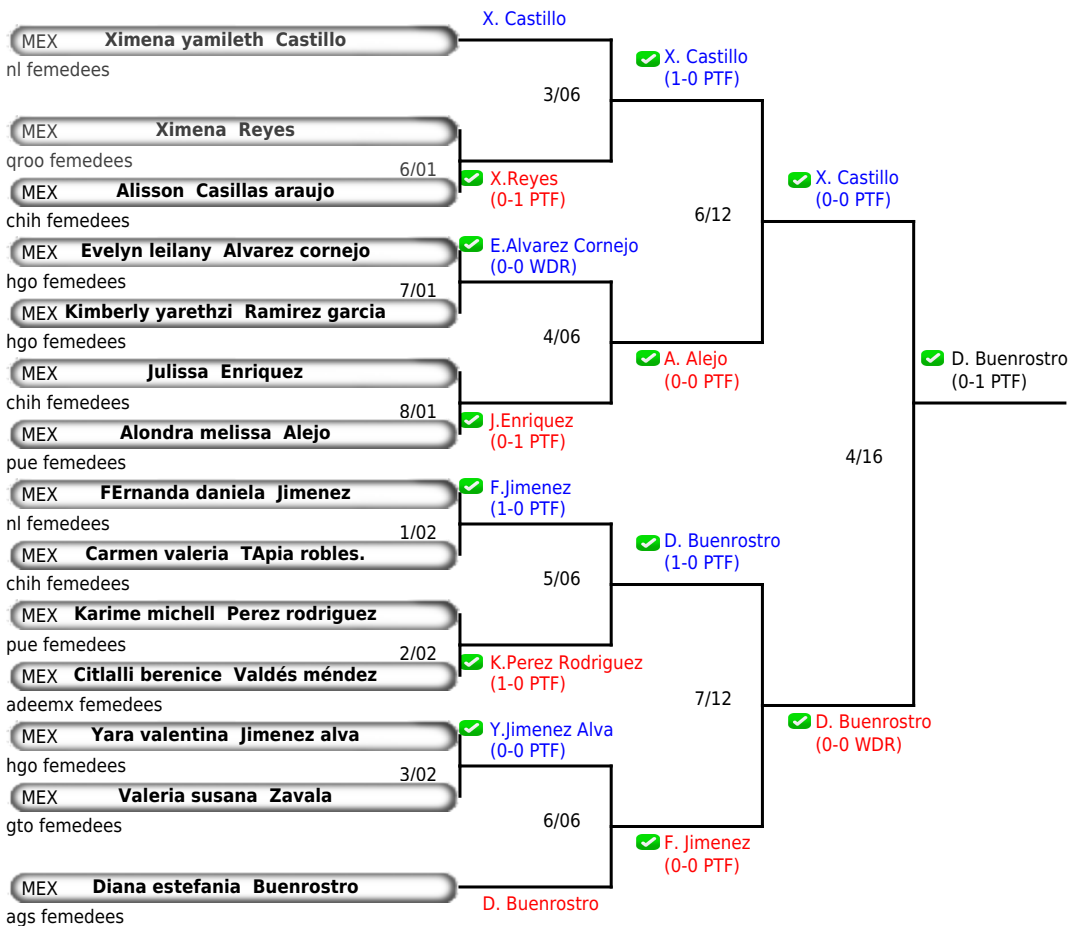 X. Castillo
MEX Ximena yamileth Castillo
nl femedees
X. Castillo
(1-0 PTF)
3/06
MEX Ximena Reyes
qroo femedees
6/01
MEX Alisson Casillas araujo
chih femedees
X.Reyes
(0-1 PTF)
X. Castillo
(0-0 PTF)
6/12
MEX Evelyn leilany Alvarez cornejo
hgo femedees
E.Alvarez Cornejo
(0-0 WDR)
7/01
MEX Kimberly yarethzi Ramirez garcia
hgo femedees
4/06
MEX Julissa Enriquez
chih femedees
A. Alejo
(0-0 PTF)
D. Buenrostro
(0-1 PTF)
8/01
MEX Alondra melissa Alejo
pue femedees
J.Enriquez
(0-1 PTF)
4/16
MEX FErnanda daniela Jimenez
nl femedees
F.Jimenez
(1-0 PTF)
1/02
MEX Carmen valeria TApia robles.
chih femedees
D. Buenrostro
(1-0 PTF)
5/06
MEX Karime michell Perez rodriguez
pue femedees
2/02
MEX Citlalli berenice Valdés méndez
adeemx femedees
K.Perez Rodriguez
(1-0 PTF)
7/12
MEX Yara valentina Jimenez alva
hgo femedees
Y.Jimenez Alva
(0-0 PTF)
D. Buenrostro
(0-0 WDR)
3/02
MEX Valeria susana Zavala
gto femedees
6/06
F. Jimenez
(0-0 PTF)
MEX Diana estefania Buenrostro
ags femedees
D. Buenrostro